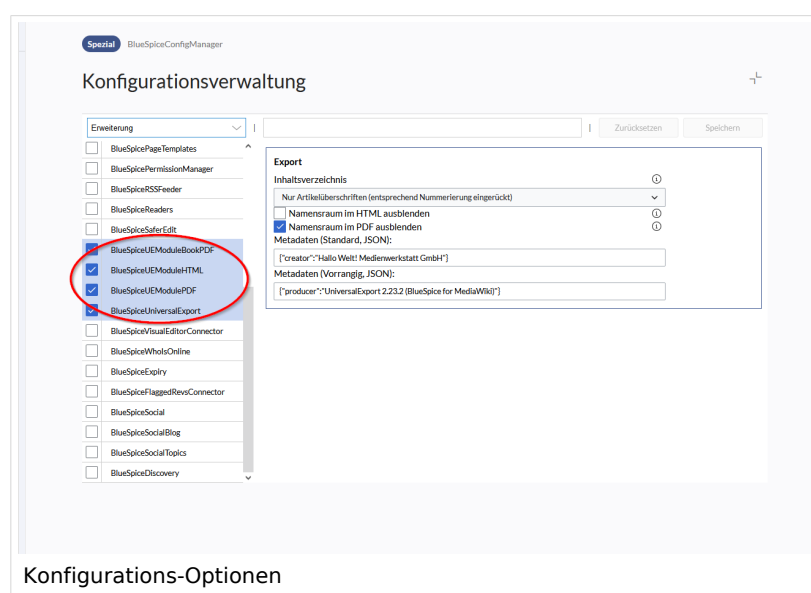 Spezial BlueSpiceConfigManager
Konfigurationsverwaltung
Erweiterung | | Zurücksetzen Speichern
BlueSpicePageTemplates
BlueSpicePermissionManager
BlueSpiceRSSFeeder
BlueSpiceReaders
BlueSpiceSaferEdit
BlueSpiceUEModuleBookPDF
BlueSpiceUEModuleHTML
BlueSpiceUEModulePDF
BlueSpiceUniversalExport
BlueSpiceVisualEditorConnector
BlueSpiceWhoIsOnline
BlueSpiceExpiry
BlueSpiceFlaggedRevsConnector
BlueSpiceSocial
BlueSpiceSocialBlog
BlueSpiceSocialTopics
BlueSpiceDiscovery
Export
Inhaltsverzeichnis
Nur Artikelüberschriften (entsprechend Nummerierung eingerückt)
Namensraum im HTML ausblenden
Namensraum im PDF ausblenden
Metadaten (Standard, JSON):
{"creator":"Hallo Welt! Medienwerkstatt GmbH"}
Metadaten (Vorrangig, JSON):
{"producer":"UniversalExport 2.23.2 (BlueSpice for MediaWiki)"}
Konfigurations-Optionen